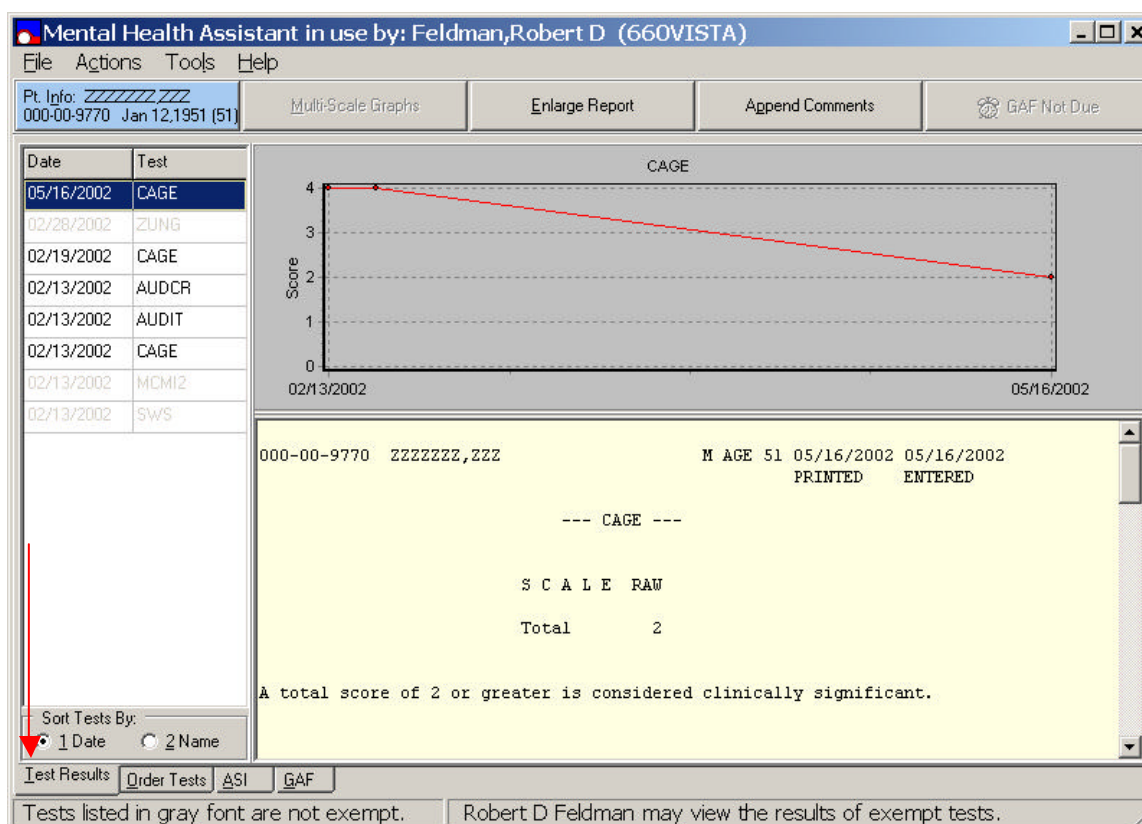 Mental Health Assistant in use by: Feldman,Robert D (660VISTA)
File Actions Tools Help
Pt. Info: ZZZZZZZ,ZZZ
000-00-9770 Jan 12,1951 (51)
Multi-Scale Graphs
Enlarge Report
Append Comments
GAF Not Due
Date Test
05/16/2002 CAGE
02/28/2002 ZUNG
02/19/2002 CAGE
02/13/2002 AUDCR
02/13/2002 AUDIT
02/13/2002 CAGE
02/13/2002 MCMI2
02/13/2002 SWS
Sort Tests By:
1 Date 2 Name
CAGE
Score
4
3
2
1
0
02/13/2002 05/16/2002
000-00-9770 ZZZZZZZ,ZZZ M AGE 51 05/16/2002 05/16/2002
PRINTED ENTERED
--- CAGE ---
S C A L E RAW
Total 2
A total score of 2 or greater is considered clinically significant.
Test Results Order Tests ASI GAF
Tests listed in gray font are not exempt. Robert D Feldman may view the results of exempt tests.